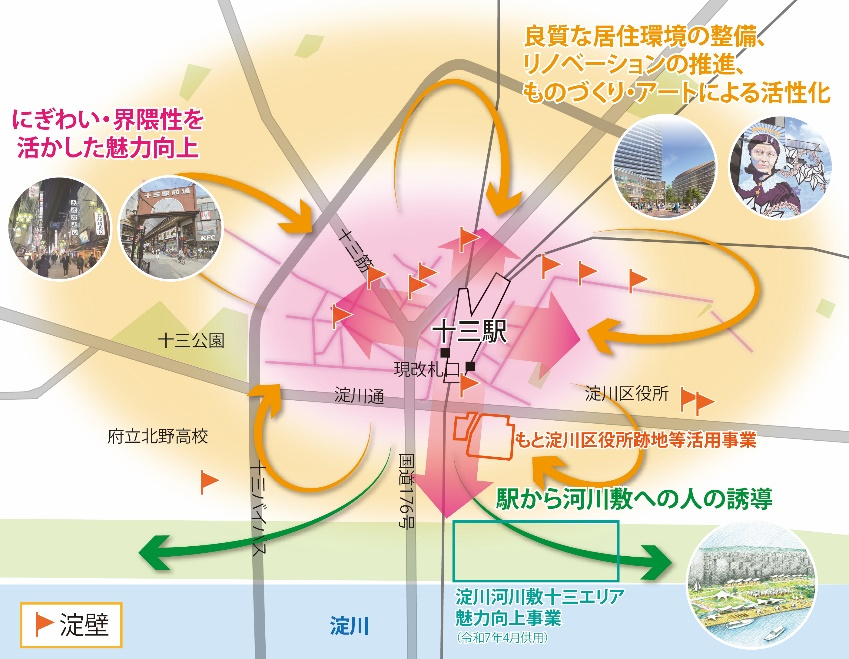 良質な居住環境の整備、
リノベーションの推進、
ものづくり・アートによる活性化
にぎわい・界隈性を
活かした魅力向上
十三駅前通
KFC
十三筋
十三駅
現改札口
十三公園
淀川通
淀川区役所
府立北野高校
もと淀川区役所跡地等活用事業
国道176号
十三バイパス
駅から河川敷への人の誘導
淀川河川敷十三エリア
魅力向上事業
(令和7年4月供用)
淀壁
淀川